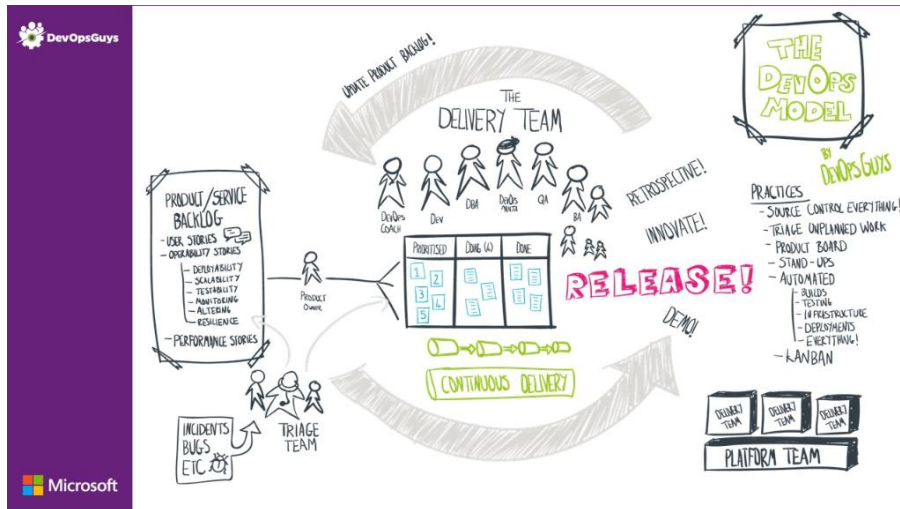 DevOpsGuys
UPDATE PRODUCT BACKLOG!
THE
DELIVERY TEAM
DEVOPS
COACH
DEV
DBA
DEVOPS
NINJA
QA
BA
RETROSPECTIVE!
INNOVATE!
RELEASE!
DEMO!
PRODUCT/SERVICE
BACKLOG
- USER STORIES
- OPERABILITY STORIES
- DEPLOYABILITY
- SCALABILITY
- TESTABILITY
- MONITORING
- ALTERING
- RESILIENCE
- PERFORMANCE STORIES
PRODUCT
OWNER
PRIORITISED
DOING (4)
DONE
1
2
3
4
5
CONTINUOUS DELIVERY
TRIAGE
TEAM
INCIDENTS
BUGS
ETC
THE
DEVOPS
MODEL
BY
DEVOPSGUYS
PRACTICES
- SOURCE CONTROL EVERYTHING!
- TRIAGE UNPLANNED WORK
- PRODUCT BOARD
- STAND-UPS
- AUTOMATED
- BUILDS
- TESTING
- INFRASTRUCTURE
- DEPLOYMENTS
- EVERYTHING!
- KANBAN
DELIVERY
TEAM
DELIVERY
TEAM
DELIVERY
TEAM
PLATFORM TEAM
Microsoft